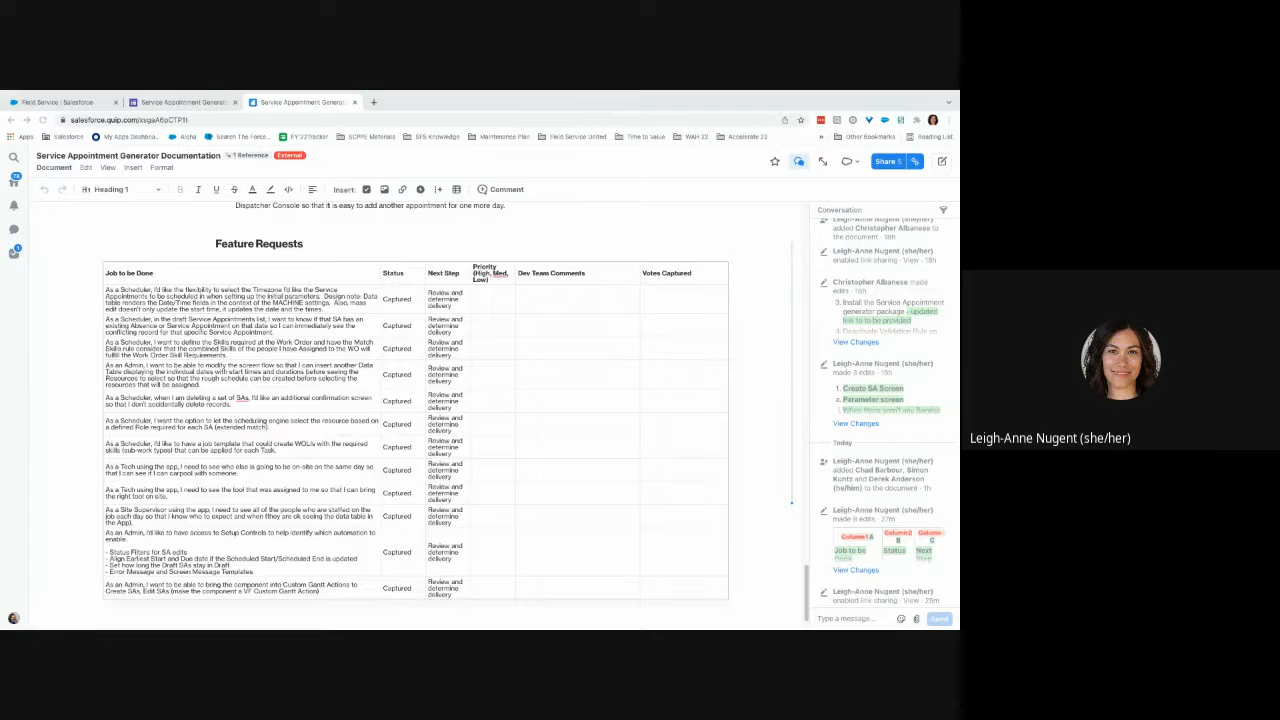 Field Service | Salesforce
Service Appointment Generat
Service Appointment Generat
salesforce.quip.com/xsgaA6pCTP1t
Apps
Salesforce
My Apps Dashboa...
Aloha
Search The Force...
FY'22Tracker
SCPPE Materials
SFS Knowledge
Maintenance Plan
Field Service United
Time to Value
WAH 22
Accelerate 22
»
Other Bookmarks
Reading List
Service Appointment Generator Documentation
1 Reference
External
Document Edit View Insert Format
Share 5
H1 Heading 1
B I U S A
Insert:
Comment
Dispatcher Console so that it is easy to add another appointment for one more day.
Feature Requests
Job to be Done
Status
Next Step
Priority
(High, Med,
Low)
Dev Team Comments
Votes Captured
As a Scheduler, I'd like the flexibility to select the Timezone I'd like the Service
Appointments to be scheduled in when setting up the initial parameters. Design note: Data
table renders the Date/Time fields in the context of the MACHINE settings. Also, mass
edit doesn't only update the start time, it updates the date and the times.
Captured
Review and
determine
delivery
As a Scheduler, in the draft Service Appointments list, I want to know if that SA has an
existing Absence or Service Appointment on that date so I can immediately see the
conflicting record for that specific Service Appointment.
Captured
Review and
determine
delivery
As a Scheduler, I want to define the Skills required at the Work Order and have the Match
Skills rule consider that the combined Skills of the people I have Assigned to the WO will
fulfill the Work Order Skill Requirements.
Captured
Review and
determine
delivery
As an Admin, I want to be able to modify the screen flow so that I can insert another Data
Table displaying the individual dates with start times and durations before seeing the
Resources to select so that the rough schedule can be created before selecting the
resources that will be assigned.
Captured
Review and
determine
delivery
As a Scheduler, when I am deleting a set of SAs, I'd like an additional confirmation screen
so that I don't accidentally delete records.
Captured
Review and
determine
delivery
As a Scheduler, I want the option to let the scheduling engine select the resource based on
a defined Role required for each SA (extended match).
Captured
Review and
determine
delivery
As a Scheduler, I'd like to have a job template that could create WOLIs with the required
skills (sub-work types) that can be applied for each Task.
Captured
Review and
determine
delivery
As a Tech using the app, I need to see who else is going to be on-site on the same day so
that I can see if I can carpool with someone.
Captured
Review and
determine
delivery
As a Tech using the app, I need to see the tool that was assigned to me so that I can bring
the right tool on site.
Captured
Review and
determine
delivery
As a Site Supervisor using the app, I need to see all of the people who are staffed on the
job each day so that I know who to expect and when (they are ok seeing the data table in
the App).
Captured
Review and
determine
delivery
As an Admin, I'd like to have access to Setup Controls to help identify which automation to
enable.
- Status Filters for SA edits
- Align Earliest Start and Due date if the Scheduled Start/Scheduled End is updated
- Set how long the Draft SAs stay in Draft
- Error Message and Screen Message Templates
Captured
Review and
determine
delivery
As an Admin, I want to be able to bring the component into Custom Gantt Actions to
Create SAs, Edit SAs (make the component a VF Custom Gantt Action)
Captured
Review and
determine
delivery
Conversation
Leigh-Anne Nugent (she/her)
added Christopher Albanese to
the document · 18h
Leigh-Anne Nugent (she/her)
enabled link sharing · View · 18h
Christopher Albanese made
edits · 16h
3. Install the Service Appointment
generator package - updated
link to to be provided
4. Deactivate Validation Rule on
View Changes
Leigh-Anne Nugent (she/her)
made 3 edits · 15h
1. Create SA Screen
a. Parameter screen
i. When there aren't any Service
View Changes
Today
Leigh-Anne Nugent (she/her)
added Chad Barbour, Simon
Kuntz and Derek Anderson
(he/him) to the document · 1h
Leigh-Anne Nugent (she/her)
made 8 edits · 27m
Column 1 A
Column 2
B
Column
C
Job to be
Done
Status
Next
Step
View Changes
Leigh-Anne Nugent (she/her)
enabled link sharing · View · 25m
Type a message...
Send
Leigh-Anne Nugent (she/her)